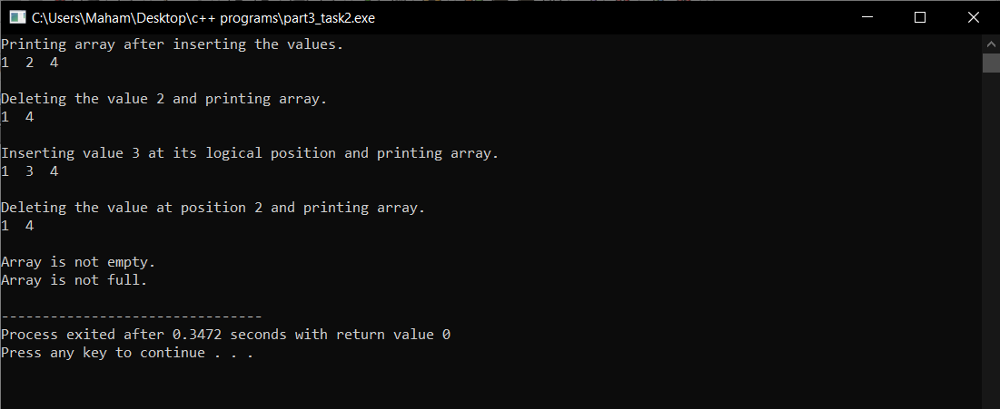 C:\Users\Maham\Desktop\c++ programs\part3_task2.exe
Printing array after inserting the values.
1  2  4
Deleting the value 2 and printing array.
1  4
Inserting value 3 at its logical position and printing array.
1  3  4
Deleting the value at position 2 and printing array.
1  4
Array is not empty.
Array is not full.
--------------------------------
Process exited after 0.3472 seconds with return value 0
Press any key to continue . . .